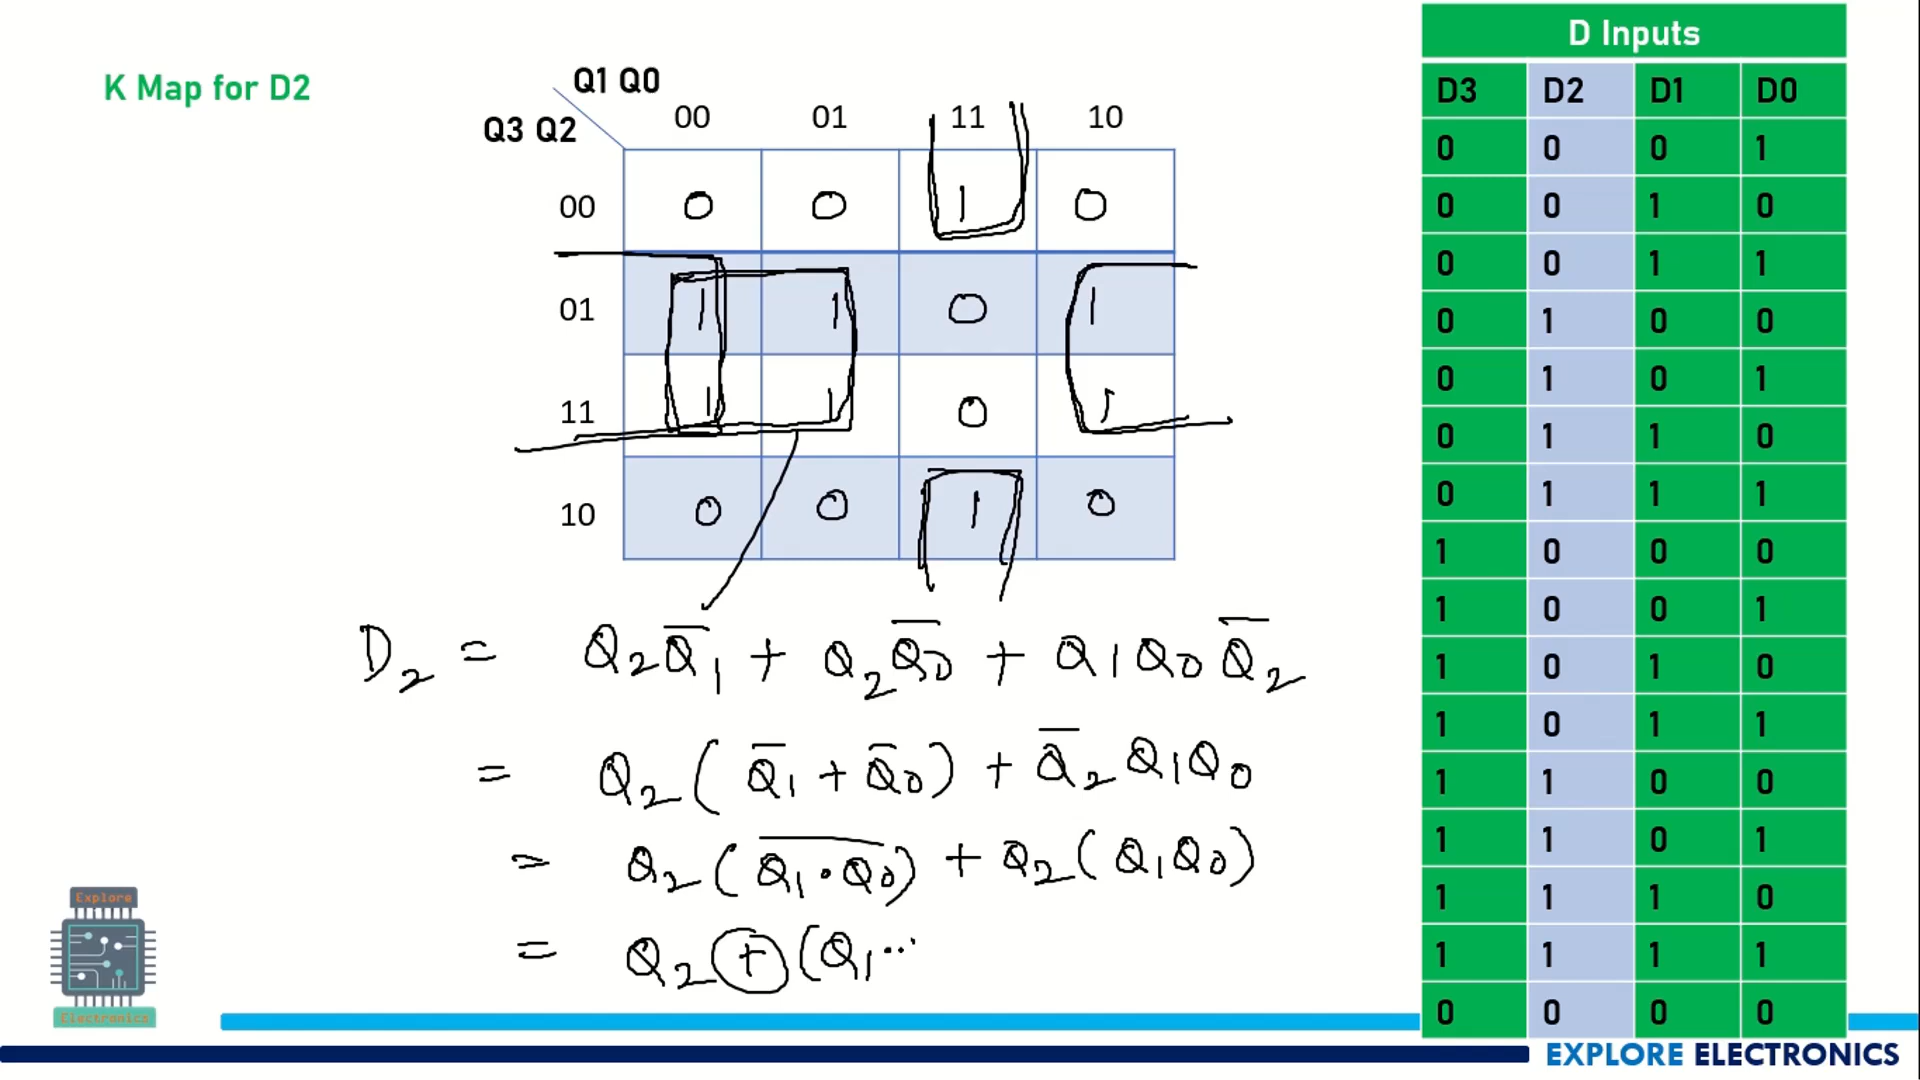 K Map for D2
Q1 Q0
Q3 Q2
00 01 11 10
00 0 0 1 0
01 1 1 0 1
11 1 1 0 1
10 0 0 1 0
D₂ = Q₂Q̅₁ + Q₂Q̅₀ + Q₁Q₀Q̅₂
= Q₂(Q̅₁ + Q̅₀) + Q̅₂Q₁Q₀
= Q₂(\overline{Q₁·Q₀}) + Q₂(Q₁Q₀)
= Q₂ ⊕ (Q₁...
D Inputs
D3 D2 D1 D0
0 0 0 1
0 0 1 0
0 0 1 1
0 1 0 0
0 1 0 1
0 1 1 0
0 1 1 1
1 0 0 0
1 0 0 1
1 0 1 0
1 0 1 1
1 1 0 0
1 1 0 1
1 1 1 0
1 1 1 1
0 0 0 0
Explore
Electronics
EXPLORE ELECTRONICS